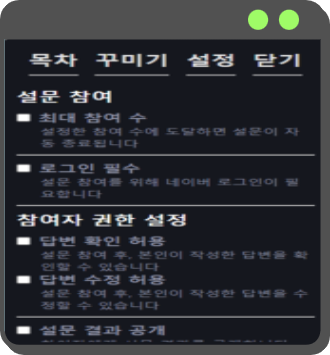 목차 꾸미기 설정 닫기
설문 참여
최대 참여 수
설정한 참여 수에 도달하면 설문이 자
동 종료됩니다
로그인 필수
설문 참여를 위해 네이버 로그인이 필
요합니다
참여자 권한 설정
답변 확인 허용
설문 참여 후, 본인이 작성한 답변을 확
인할 수 있습니다
답변 수정 허용
설문 참여 후, 본인이 작성한 답변을 수
정할 수 있습니다
설문 결과 공개